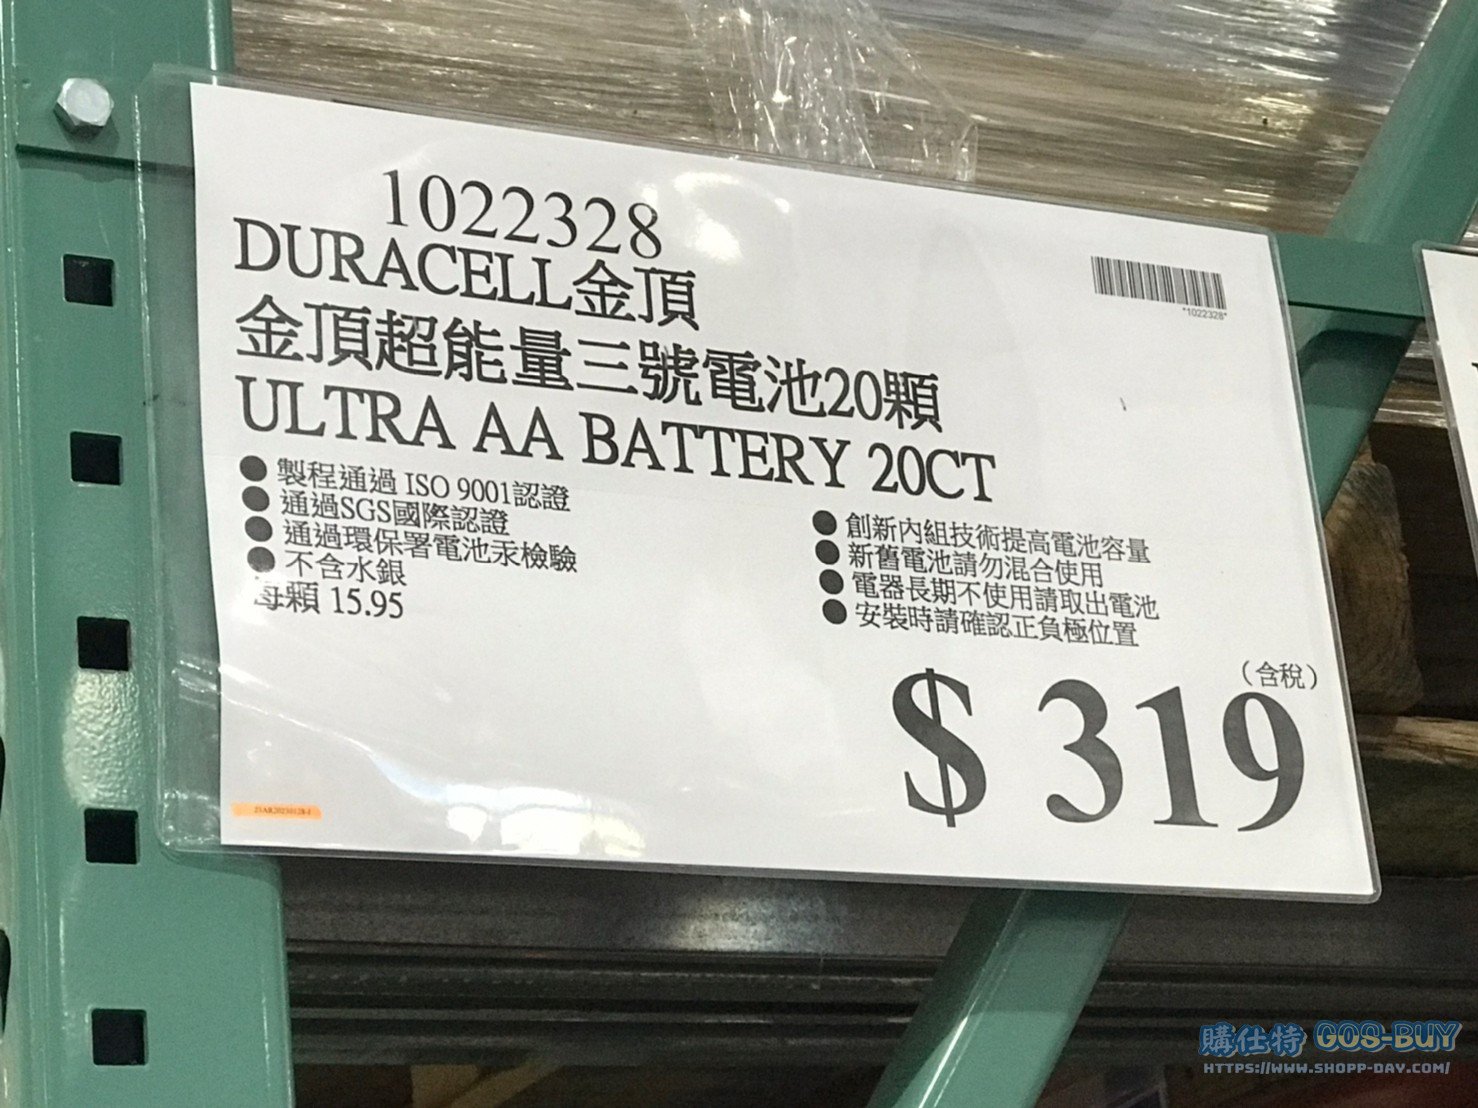 1022328
DURACELL金頂
金頂超能量三號電池20顆
ULTRA AA BATTERY 20CT
*1022328*
● 製程通過 ISO 9001認證
● 通過SGS國際認證
● 通過環保署電池汞檢驗
● 不含水銀
每顆 15.95
● 創新內組技術提高電池容量
● 新舊電池請勿混合使用
● 電器長期不使用請取出電池
● 安裝時請確認正負極位置
(含稅)
$ 319
購仕特 GOS-BUY
HTTPS://WWW.SHOPP-DAY.COM/